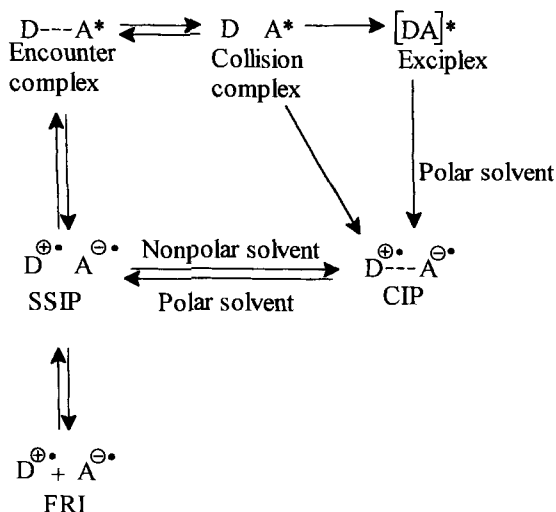 D---A* D A* [DA]*
Encounter complex Collision complex Exciplex
Polar solvent
D⊕• A⊖• Nonpolar solvent D⊕•---A⊖•
SSIP Polar solvent CIP
D⊕• + A⊖•
FRI